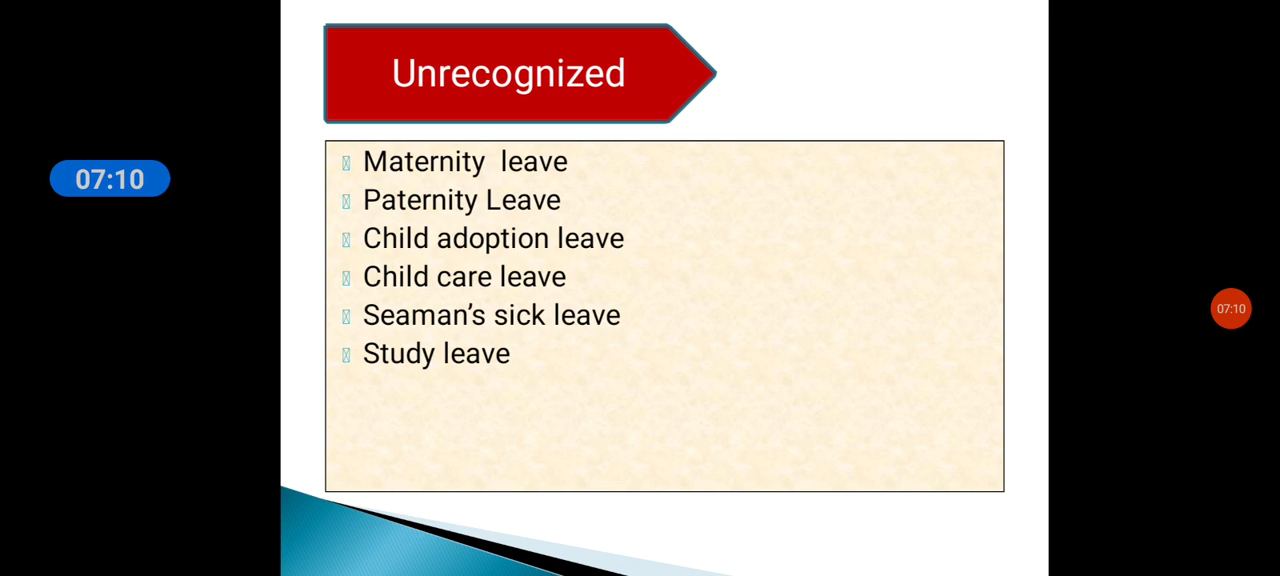 Unrecognized
Maternity leave
07:10
Paternity Leave
Child adoption leave
Child care leave
Seaman’s sick leave
07:10
Study leave